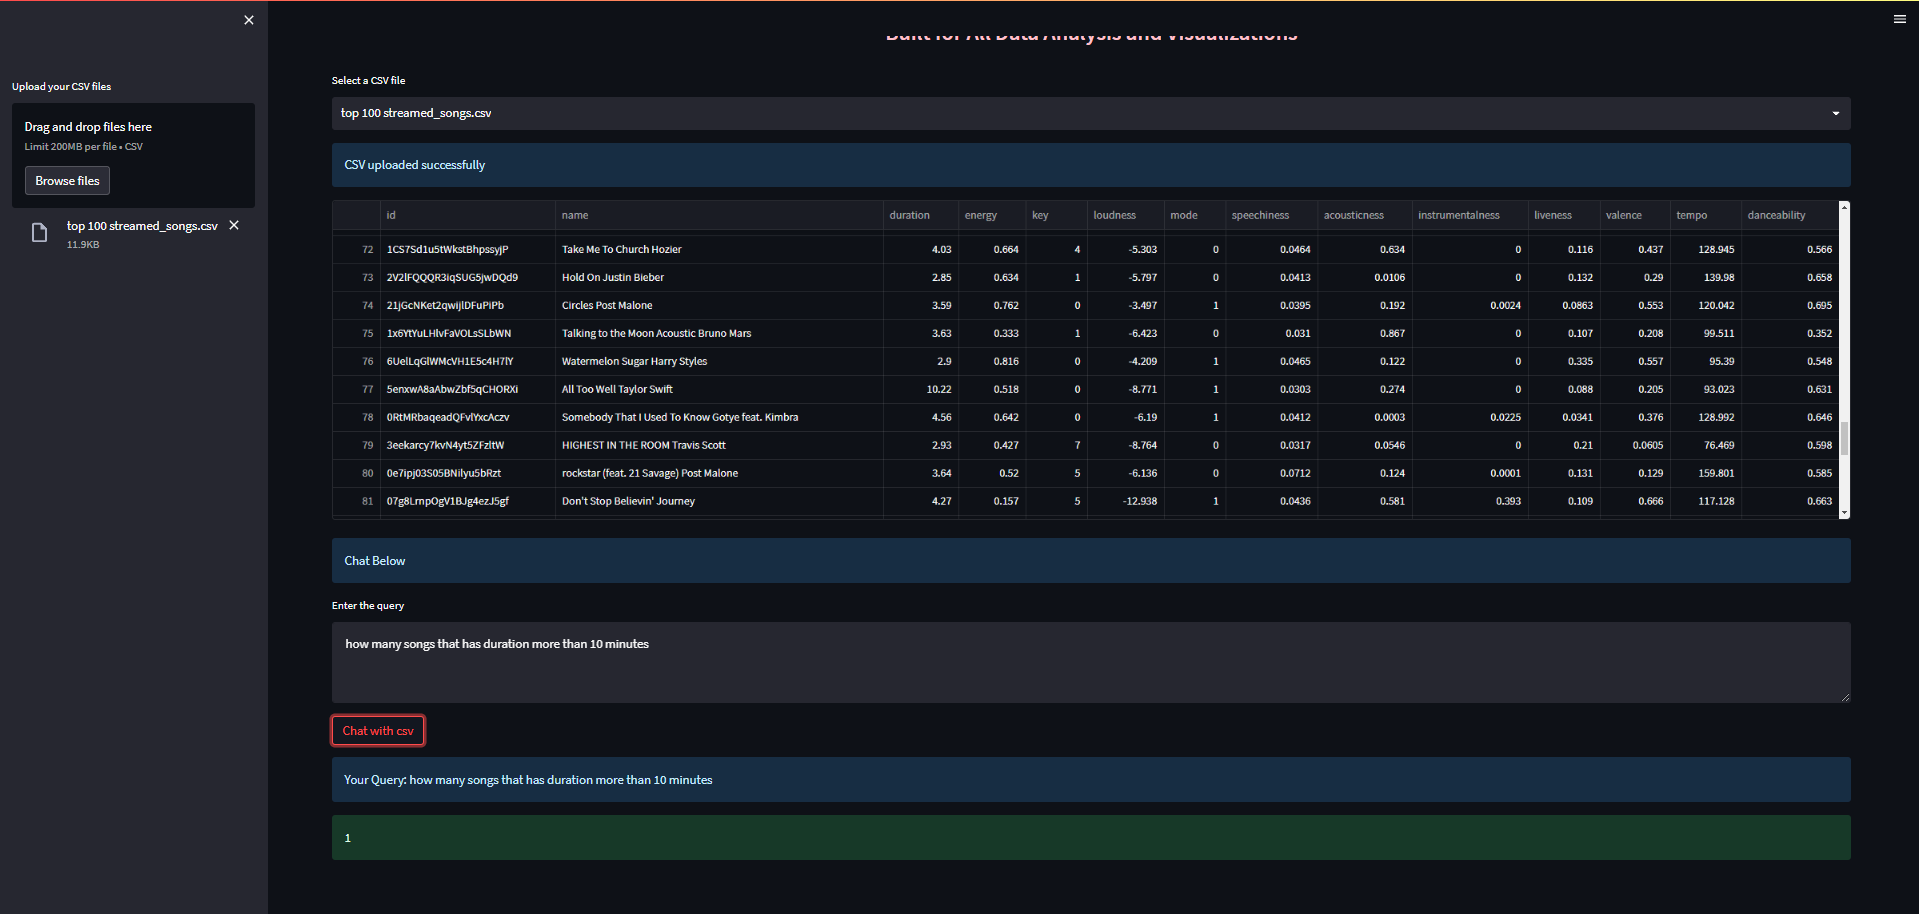 Built for All Data Analysis and Visualizations
Upload your CSV files
Drag and drop files here
Limit 200MB per file • CSV
Browse files
top 100 streamed_songs.csv
11.9KB
Select a CSV file
top 100 streamed_songs.csv
CSV uploaded successfully
id name duration energy key loudness mode speechiness acousticness instrumentalness liveness valence tempo danceability
72 1CS7Sd1u5tWkstBhpssyjP Take Me To Church Hozier 4.03 0.664 4 -5.303 0 0.0464 0.634 0 0.116 0.437 128.945 0.566
73 2V2lFQQQR3iqSUG5jwDQd9 Hold On Justin Bieber 2.85 0.634 1 -5.797 0 0.0413 0.0106 0 0.132 0.29 139.98 0.658
74 21jGcNKet2qwijlDFuPiPb Circles Post Malone 3.59 0.762 0 -3.497 1 0.0395 0.192 0.0024 0.0863 0.553 120.042 0.695
75 1x6YtYuLHlvFaVOLsSLbWN Talking to the Moon Acoustic Bruno Mars 3.63 0.333 1 -6.423 0 0.031 0.867 0 0.107 0.208 99.511 0.352
76 6UelLqGlWMcVH1E5c4H7lY Watermelon Sugar Harry Styles 2.9 0.816 0 -4.209 1 0.0465 0.122 0 0.335 0.557 95.39 0.548
77 5enxwA8aAbwZbf5qCHORXi All Too Well Taylor Swift 10.22 0.518 0 -8.771 1 0.0303 0.274 0 0.088 0.205 93.023 0.631
78 0RtMRbaqeadQFvlYxcAczv Somebody That I Used To Know Gotye feat. Kimbra 4.56 0.642 0 -6.19 1 0.0412 0.0003 0.0225 0.0341 0.376 128.992 0.646
79 3eekarcy7kvN4yt5ZFzltW HIGHEST IN THE ROOM Travis Scott 2.93 0.427 7 -8.764 0 0.0317 0.0546 0 0.21 0.0605 76.469 0.598
80 0e7ipj03S05BNilyu5bRzt rockstar (feat. 21 Savage) Post Malone 3.64 0.52 5 -6.136 0 0.0712 0.124 0.0001 0.131 0.129 159.801 0.585
81 07g8LmpOgV1BJg4ezJ5gf Don't Stop Believin' Journey 4.27 0.157 5 -12.938 1 0.0436 0.581 0.393 0.109 0.666 117.128 0.663
Chat Below
Enter the query
how many songs that has duration more than 10 minutes
Chat with csv
Your Query: how many songs that has duration more than 10 minutes
1